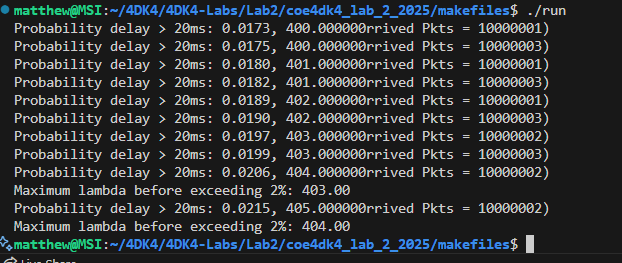 matthew@MSI:~/4DK4/4DK4-Labs/Lab2/coe4dk4_lab_2_2025/makefiles$ ./run
Probability delay > 20ms: 0.0173, 400.000000rrived Pkts = 10000001)
Probability delay > 20ms: 0.0175, 400.000000rrived Pkts = 10000003)
Probability delay > 20ms: 0.0180, 401.000000rrived Pkts = 10000001)
Probability delay > 20ms: 0.0182, 401.000000rrived Pkts = 10000003)
Probability delay > 20ms: 0.0189, 402.000000rrived Pkts = 10000001)
Probability delay > 20ms: 0.0190, 402.000000rrived Pkts = 10000003)
Probability delay > 20ms: 0.0197, 403.000000rrived Pkts = 10000002)
Probability delay > 20ms: 0.0199, 403.000000rrived Pkts = 10000003)
Probability delay > 20ms: 0.0206, 404.000000rrived Pkts = 10000002)
Maximum lambda before exceeding 2%: 403.00
Probability delay > 20ms: 0.0215, 405.000000rrived Pkts = 10000002)
Maximum lambda before exceeding 2%: 404.00
matthew@MSI:~/4DK4/4DK4-Labs/Lab2/coe4dk4_lab_2_2025/makefiles$
Live Share